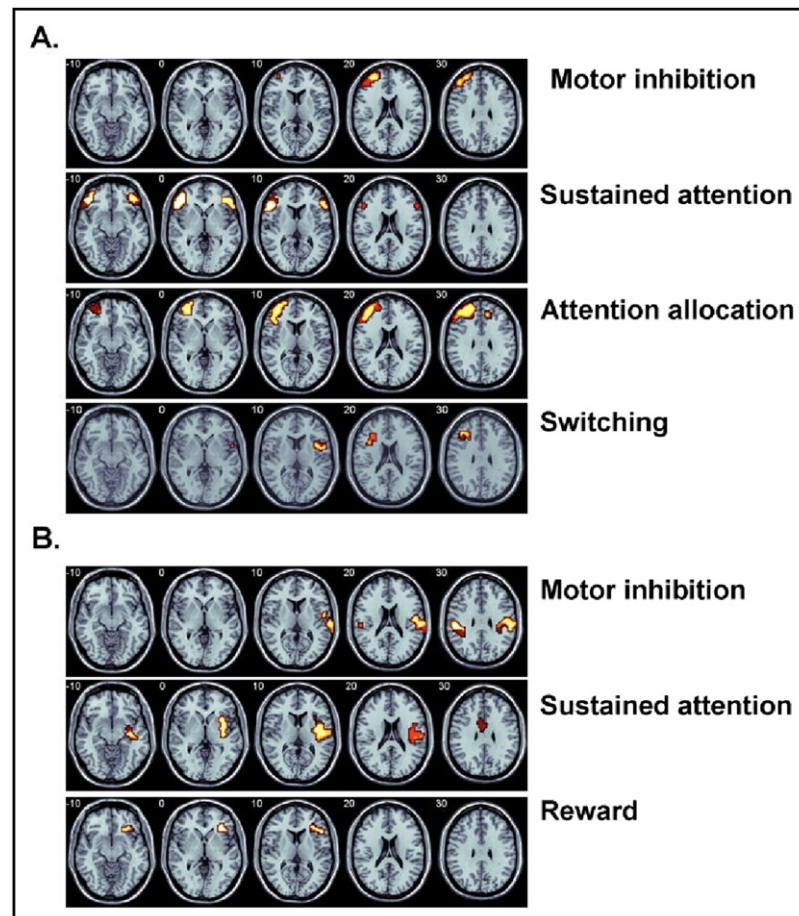 A.
-10 0 10 20 30
Motor inhibition
-10 0 10 20 30
Sustained attention
-10 0 10 20 30
Attention allocation
-10 0 10 20 30
Switching
B.
-10 0 10 20 30
Motor inhibition
-10 0 10 20 30
Sustained attention
-10 0 10 20 30
Reward